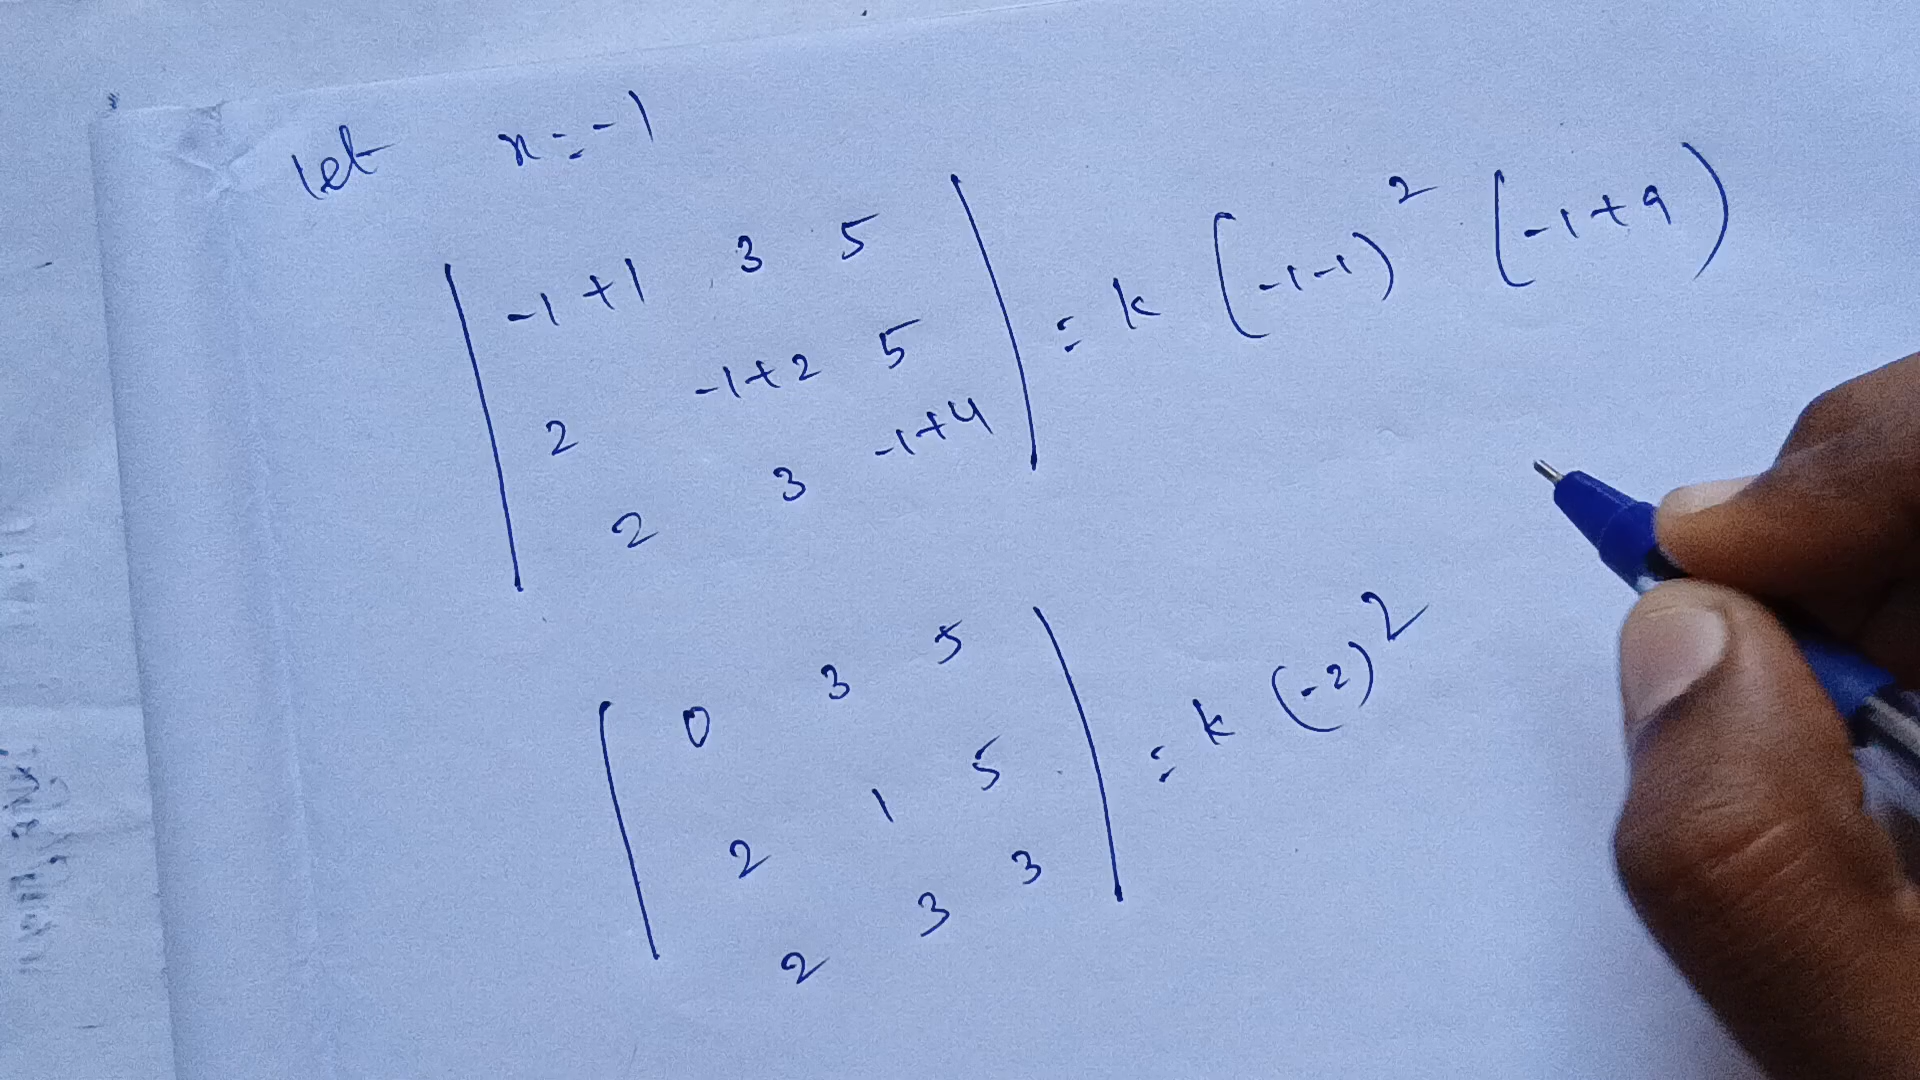 let x = -1
| -1+1 3 5 |
| 2 -1+2 5 | = k (-1-1)² (-1+9)
| 2 3 -1+4 |
| 0 3 5 |
| 2 1 5 | = k (-2)²
| 2 3 3 |